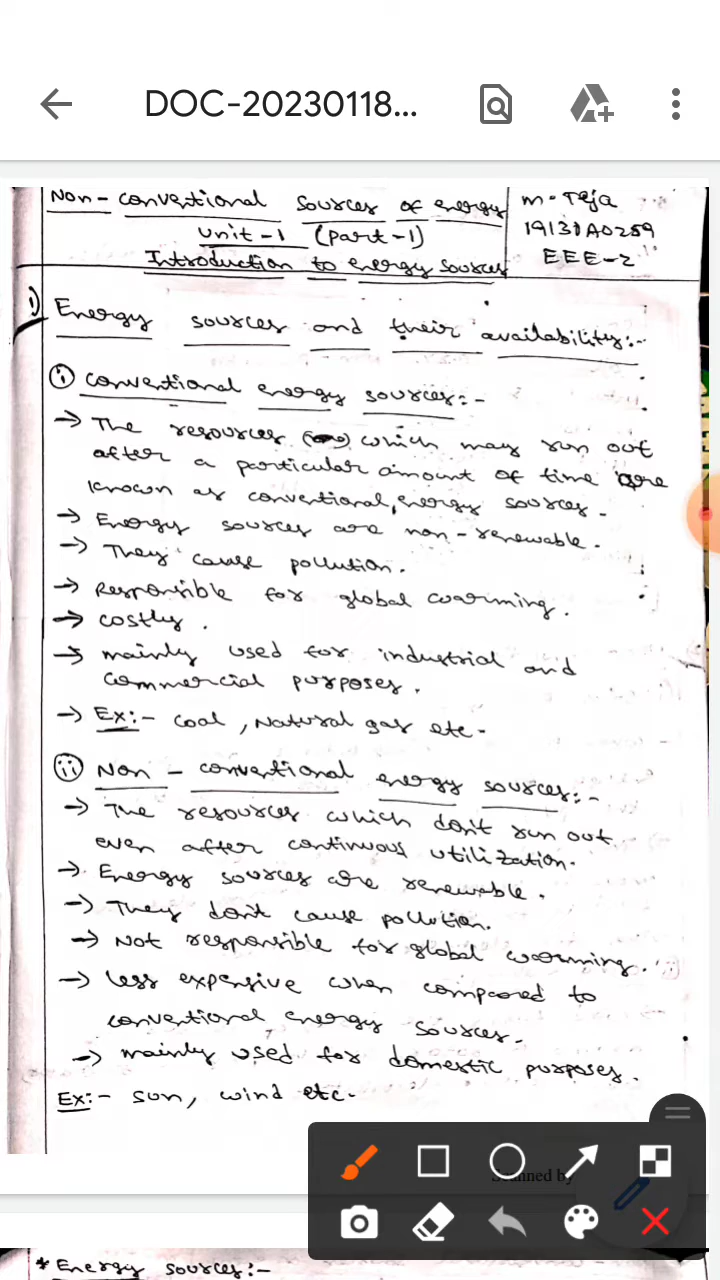 DOC-20230118...
Non-conventional sources of energy
unit-1 (part-1)
Introduction to energy sources
M. Teja
19131A0259
EEE-2
1) Energy sources and their availability:-
(i) conventional energy sources:-
→ The resources which may run out
after a particular amount of time are
known as conventional energy sources.
→ Energy sources are non-renewable.
→ They cause pollution.
→ Responsible for global warming.
→ costly.
→ mainly used for industrial and
commercial purposes.
→ Ex:- coal, Natural gas etc.
(ii) Non-conventional energy sources:-
→ The resources which don't run out
even after continuous utilization.
→ Energy sources are renewable.
→ They don't cause pollution.
→ Not responsible for global warming.
→ less expensive when compared to
conventional energy sources.
→ mainly used for domestic purposes.
Ex:- sun, wind etc.
Scanned by
* Energy sources:-